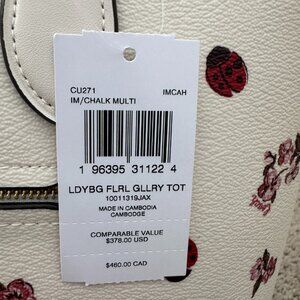 CU271 IMCAH
IM/CHALK MULTI
1 96395 31122 4
LDYBG FLRL GLLRY TOT
10011319JAX
MADE IN CAMBODIA
CAMBODGE
COMPARABLE VALUE
$378.00 USD
$460.00 CAD